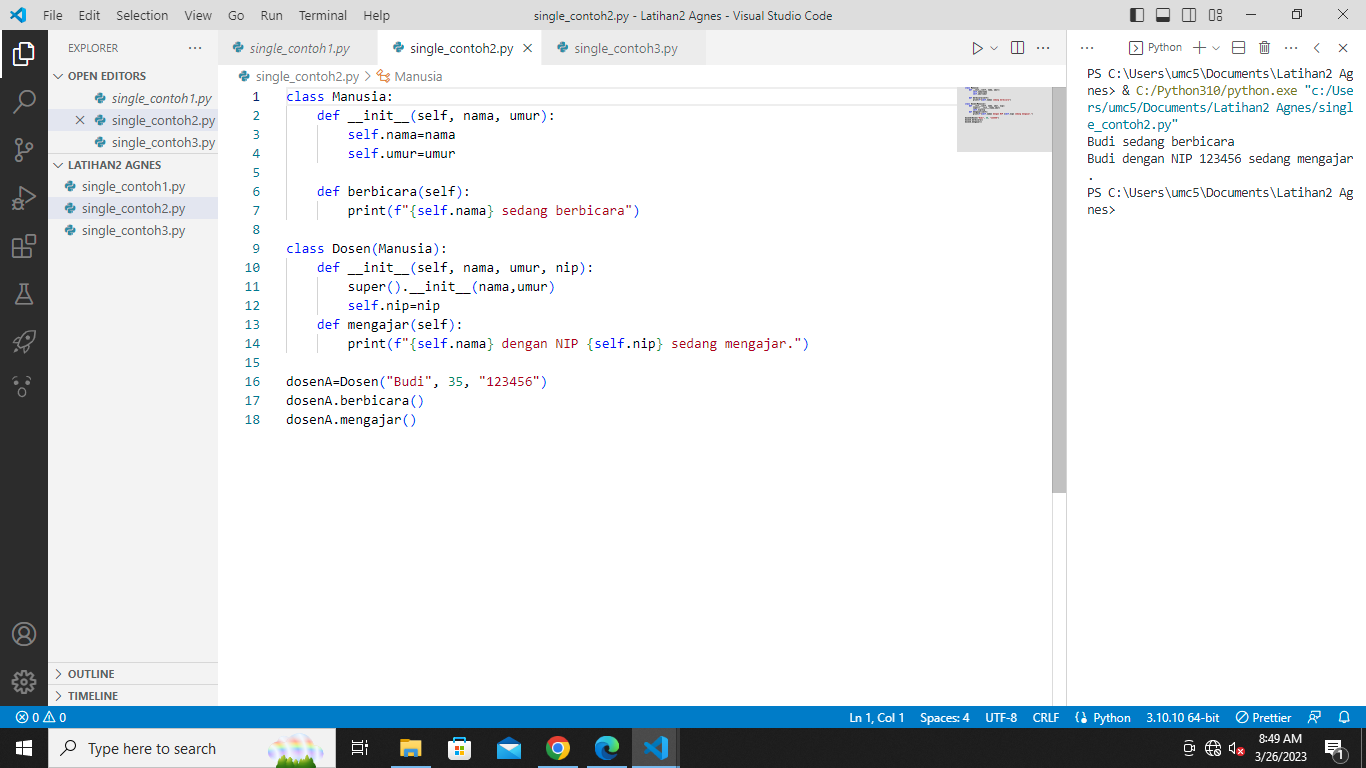 File Edit Selection View Go Run Terminal Help
single_contoh2.py - Latihan2 Agnes - Visual Studio Code
EXPLORER
OPEN EDITORS
single_contoh1.py
single_contoh2.py
single_contoh3.py
LATIHAN2 AGNES
single_contoh1.py
single_contoh2.py
single_contoh3.py
OUTLINE
TIMELINE
single_contoh1.py single_contoh2.py single_contoh3.py
single_contoh2.py > Manusia
1 class Manusia:
2 def __init__(self, nama, umur):
3 self.nama=nama
4 self.umur=umur
5
6 def berbicara(self):
7 print(f"{self.nama} sedang berbicara")
8
9 class Dosen(Manusia):
10 def __init__(self, nama, umur, nip):
11 super().__init__(nama,umur)
12 self.nip=nip
13 def mengajar(self):
14 print(f"{self.nama} dengan NIP {self.nip} sedang mengajar.")
15
16 dosenA=Dosen("Budi", 35, "123456")
17 dosenA.berbicara()
18 dosenA.mengajar()
Python
PS C:\Users\umc5\Documents\Latihan2 Ag
nes> & C:/Python310/python.exe "c:/Use
rs/umc5/Documents/Latihan2 Agnes/singl
e_contoh2.py"
Budi sedang berbicara
Budi dengan NIP 123456 sedang mengajar
.
PS C:\Users\umc5\Documents\Latihan2 Ag
nes>
0 0 Ln 1, Col 1 Spaces: 4 UTF-8 CRLF Python 3.10.10 64-bit Prettier
Type here to search
8:49 AM
3/26/2023
1